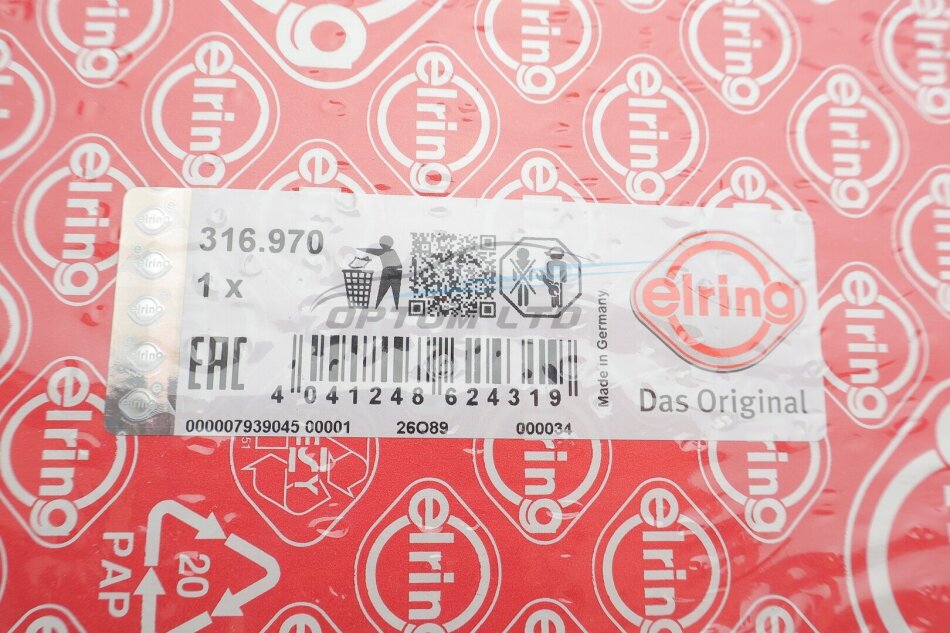 316.970
1 x
EAC
OPTOM LTD
4 041248 624319
Made in Germany
elring
Das Original
000007939045 00001 26O89 000034
20
PAP